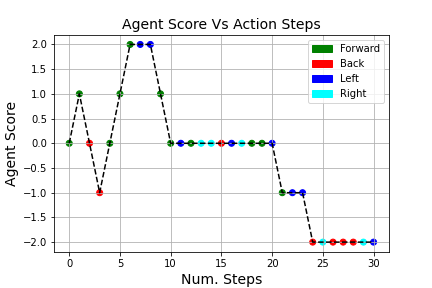 Agent Score Vs Action Steps
2.0
1.5
1.0
0.5
0.0
−0.5
−1.0
−1.5
−2.0
Agent Score
Forward
Back
Left
Right
0 5 10 15 20 25 30
Num. Steps